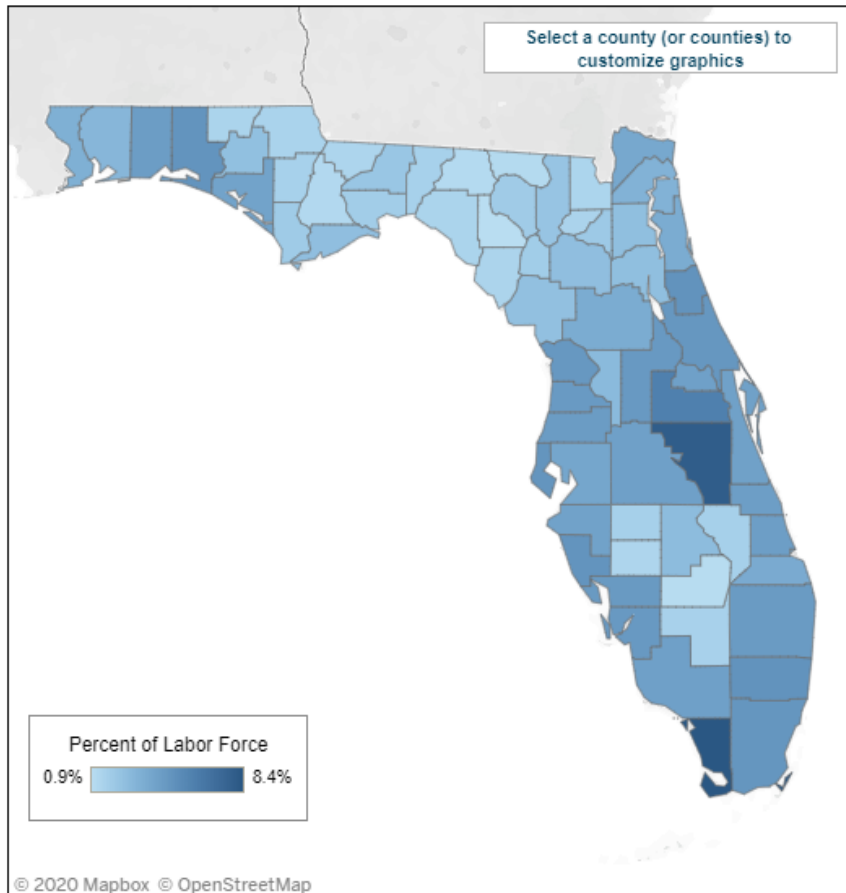 Select a county (or counties) to
customize graphics
Percent of Labor Force
0.9% 8.4%
© 2020 Mapbox © OpenStreetMap